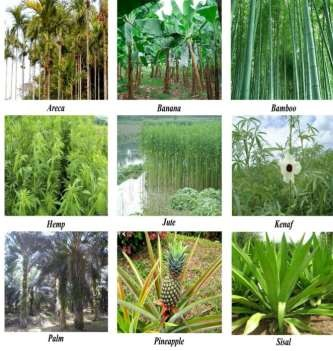 Areca
Banana
Bamboo
Hemp
Jute
Kenaf
Palm
Pineapple
Sisal